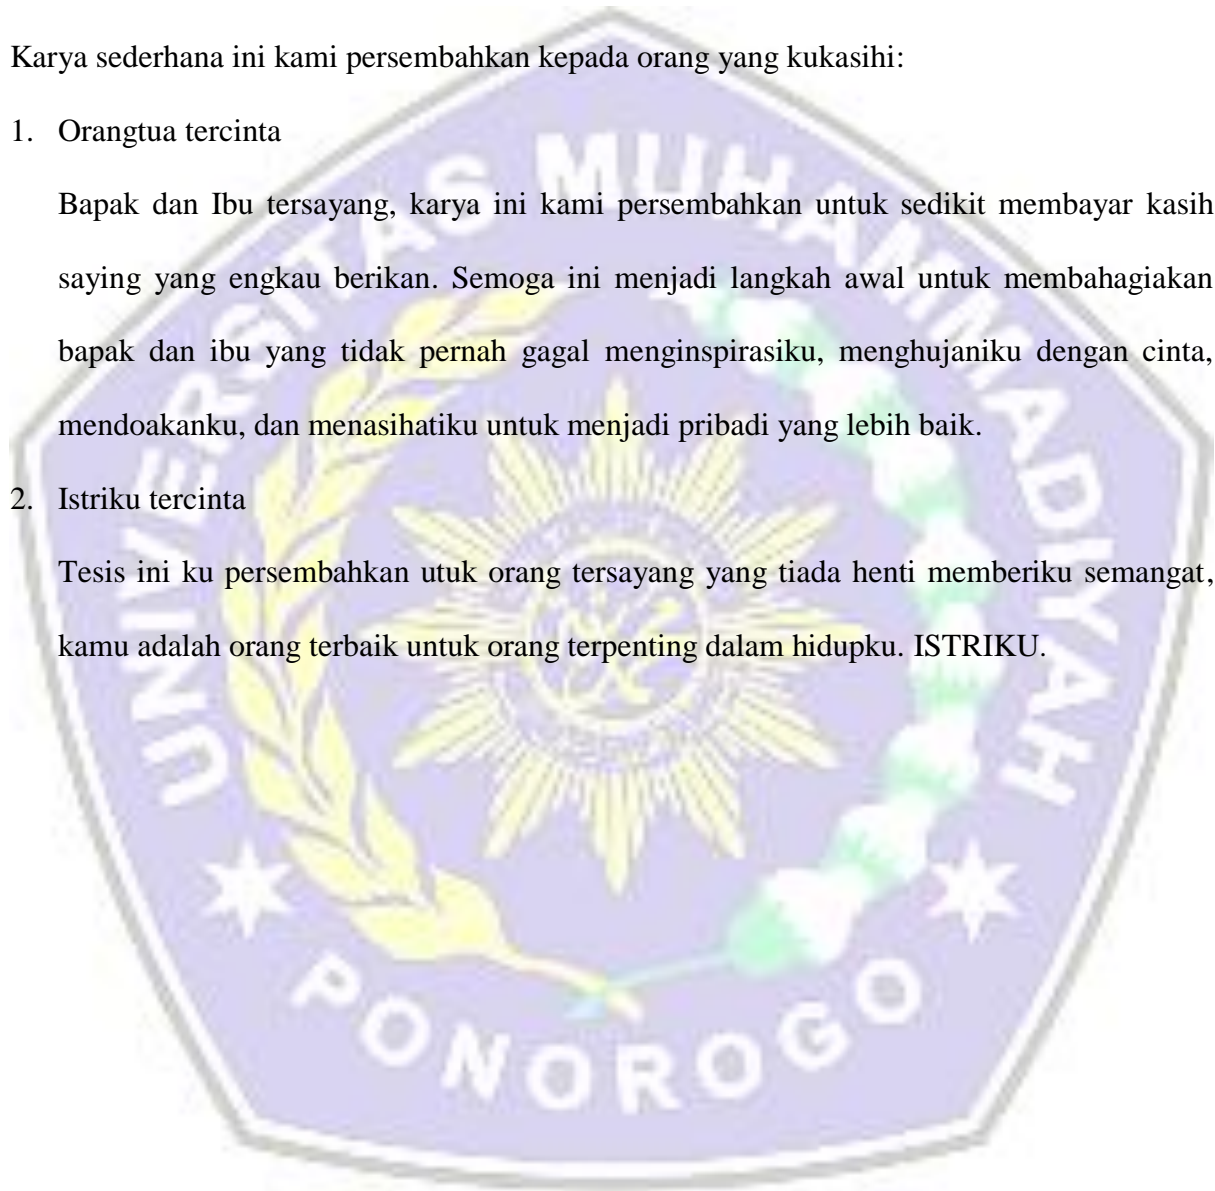 Karya sederhana ini kami persembahkan kepada orang yang kukasihi:
1. Orangtua tercinta
Bapak dan Ibu tersayang, karya ini kami persembahkan untuk sedikit membayar kasih
saying yang engkau berikan. Semoga ini menjadi langkah awal untuk membahagiakan
bapak dan ibu yang tidak pernah gagal menginspirasiku, menghujaniku dengan cinta,
mendoakanku, dan menasihatiku untuk menjadi pribadi yang lebih baik.
2. Istriku tercinta
Tesis ini ku persembahkan utuk orang tersayang yang tiada henti memberiku semangat,
kamu adalah orang terbaik untuk orang terpenting dalam hidupku. ISTRIKU.
UNIVERSITAS MUHAMMADIYAH
PONOROGO